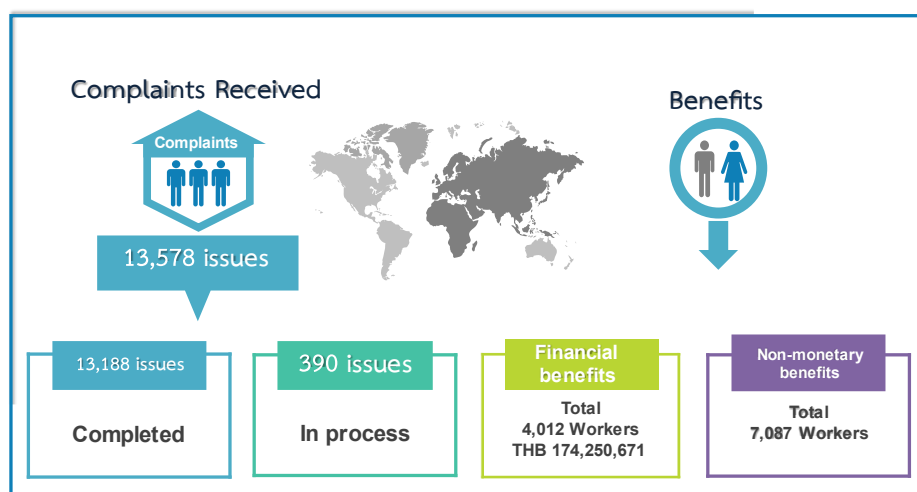 Complaints Received
Complaints
13,578 issues
Benefits
13,188 issues
Completed
390 issues
In process
Financial
benefits
Total
4,012 Workers
THB 174,250,671
Non-monetary
benefits
Total
7,087 Workers